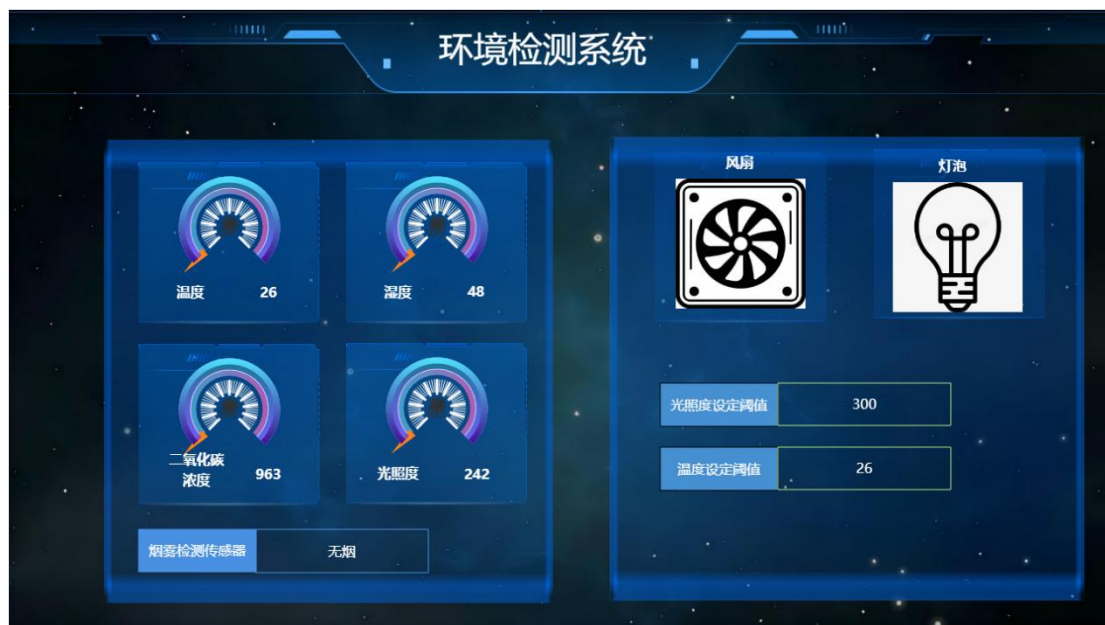 环境检测系统
温度 26
湿度 48
二氧化碳
浓度 963
光照度 242
烟雾检测传感器 无烟
风扇
灯泡
光照度设定阈值 300
温度设定阈值 26